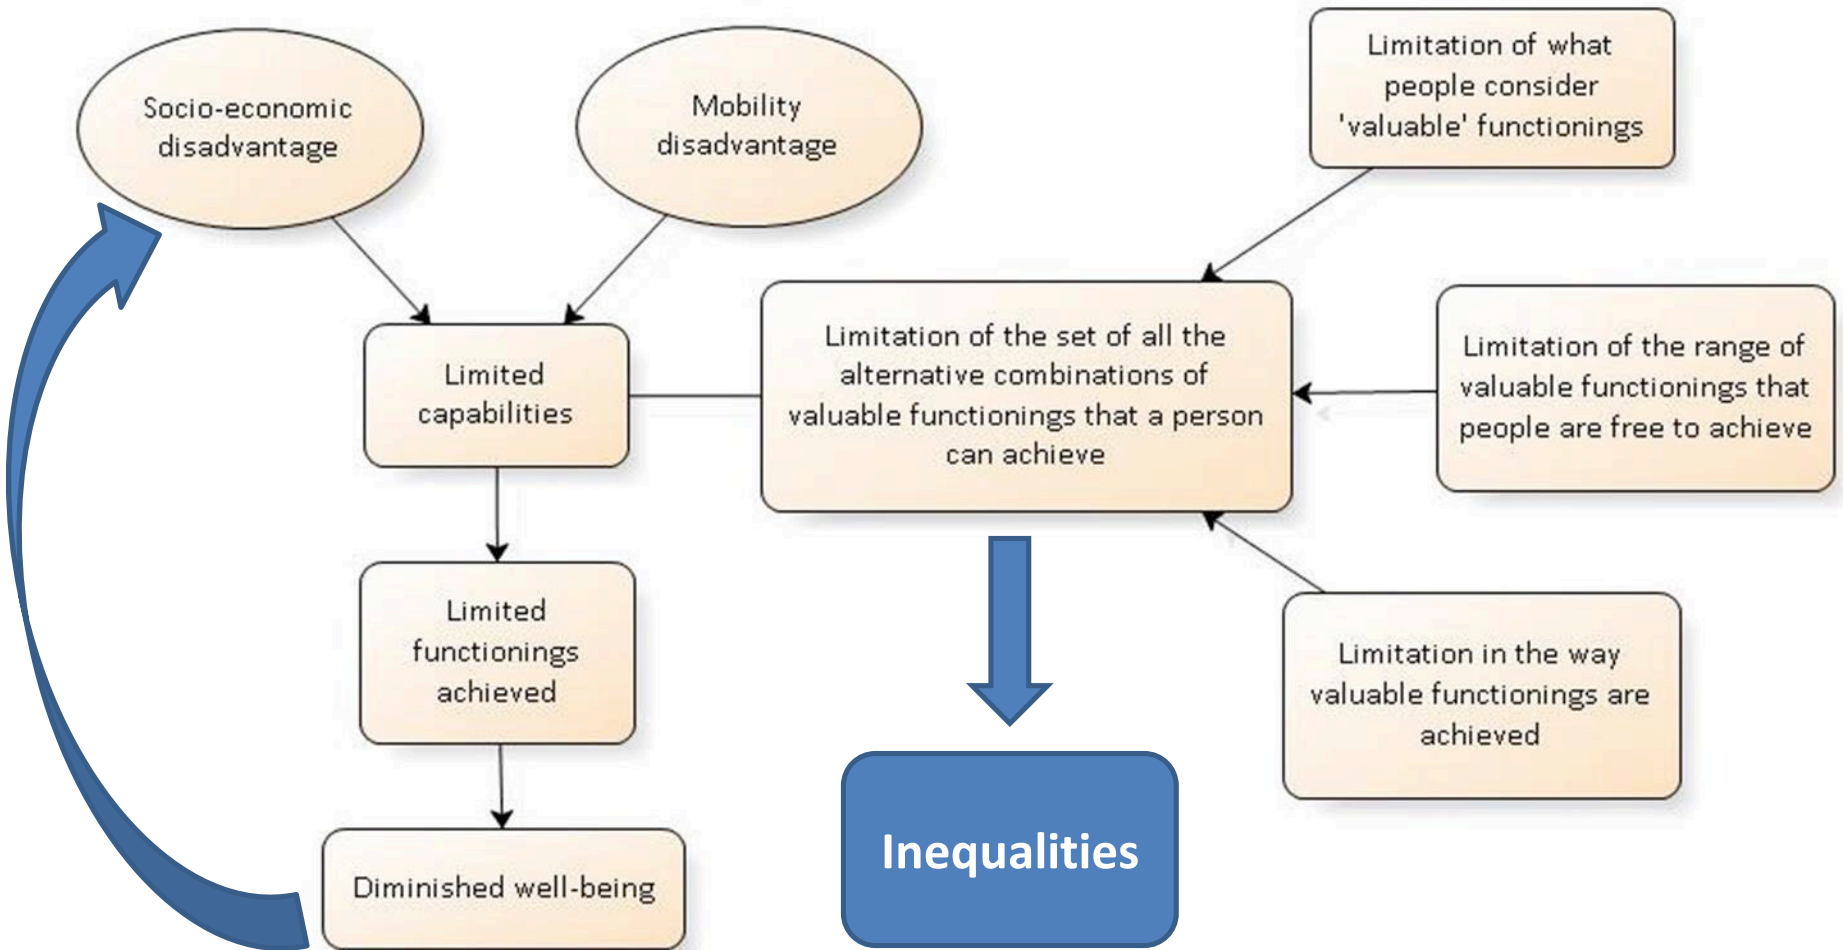 Socio-economic
disadvantage
Mobility
disadvantage
Limitation of what
people consider
'valuable' functionings
Limited
capabilities
Limitation of the set of all the
alternative combinations of
valuable functionings that a person
can achieve
Limitation of the range of
valuable functionings that
people are free to achieve
Limited
functionings
achieved
Limitation in the way
valuable functionings are
achieved
Diminished well-being
Inequalities